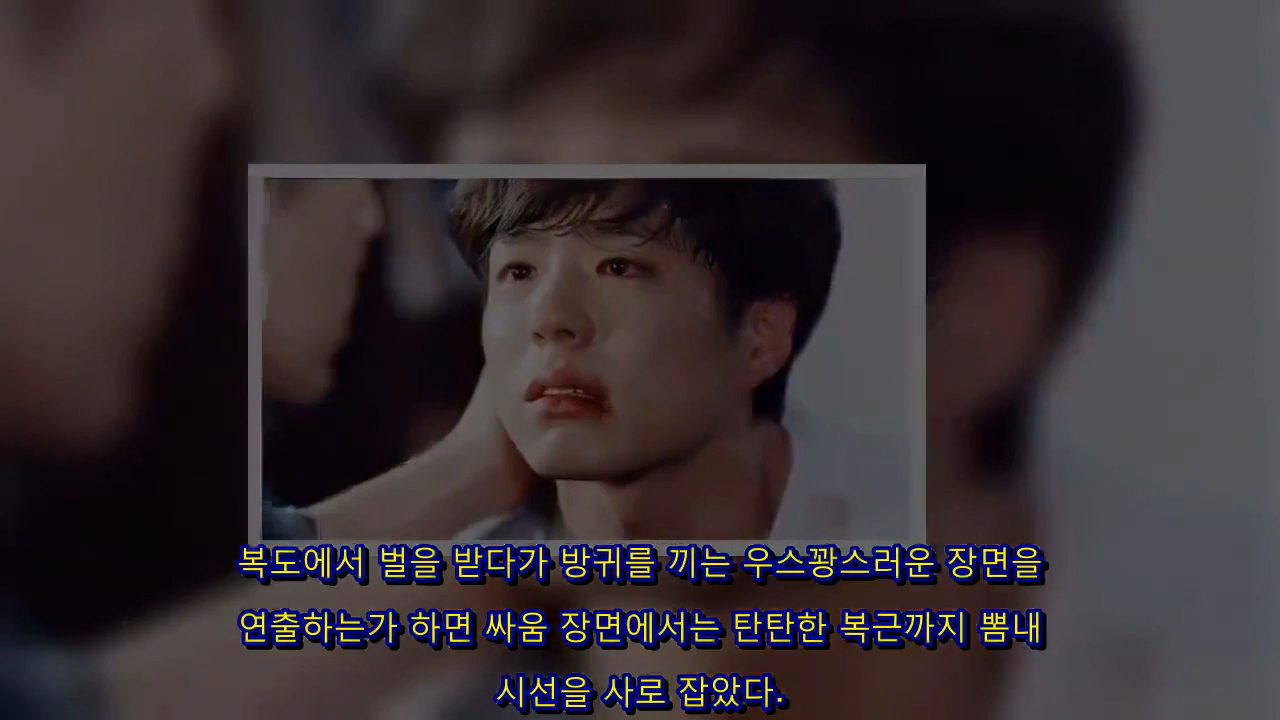 복도에서 벌을 받다가 방귀를 끼는 우스꽝스러운 장면을
연출하는가 하면 싸움 장면에서는 탄탄한 복근까지 뽐내
시선을 사로 잡았다.